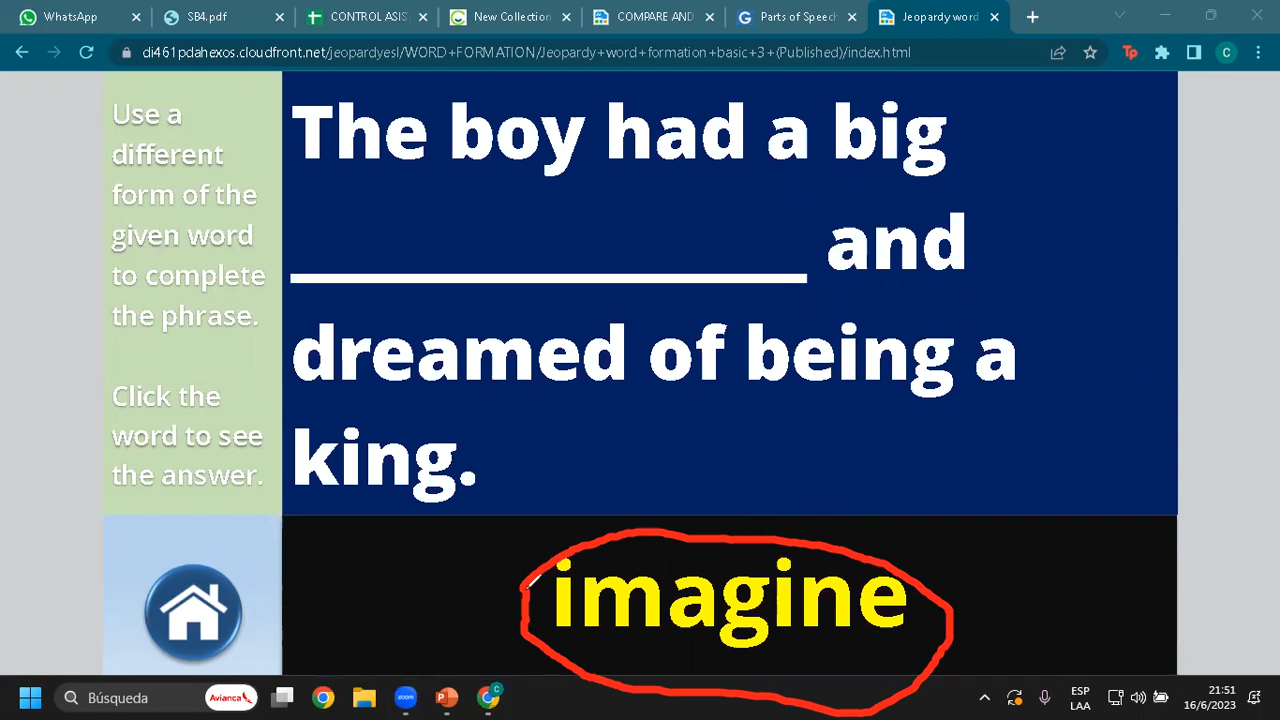 WhatsApp
SB4.pdf
CONTROL ASIS
New Collection
COMPARE AND
Parts of Speech
Jeopardy word
di461pdahexos.cloudfront.net/jeopardyesl/WORD+FORMATION/Jeopardy+word+formation+basic+3+(Published)/index.html
Tp
C
Use a
different
form of the
given word
to complete
the phrase.
Click the
word to see
the answer.
The boy had a big
____________ and
dreamed of being a
king.
imagine
Búsqueda
Avianca
zoom
ESP
LAA
21:51
16/6/2023